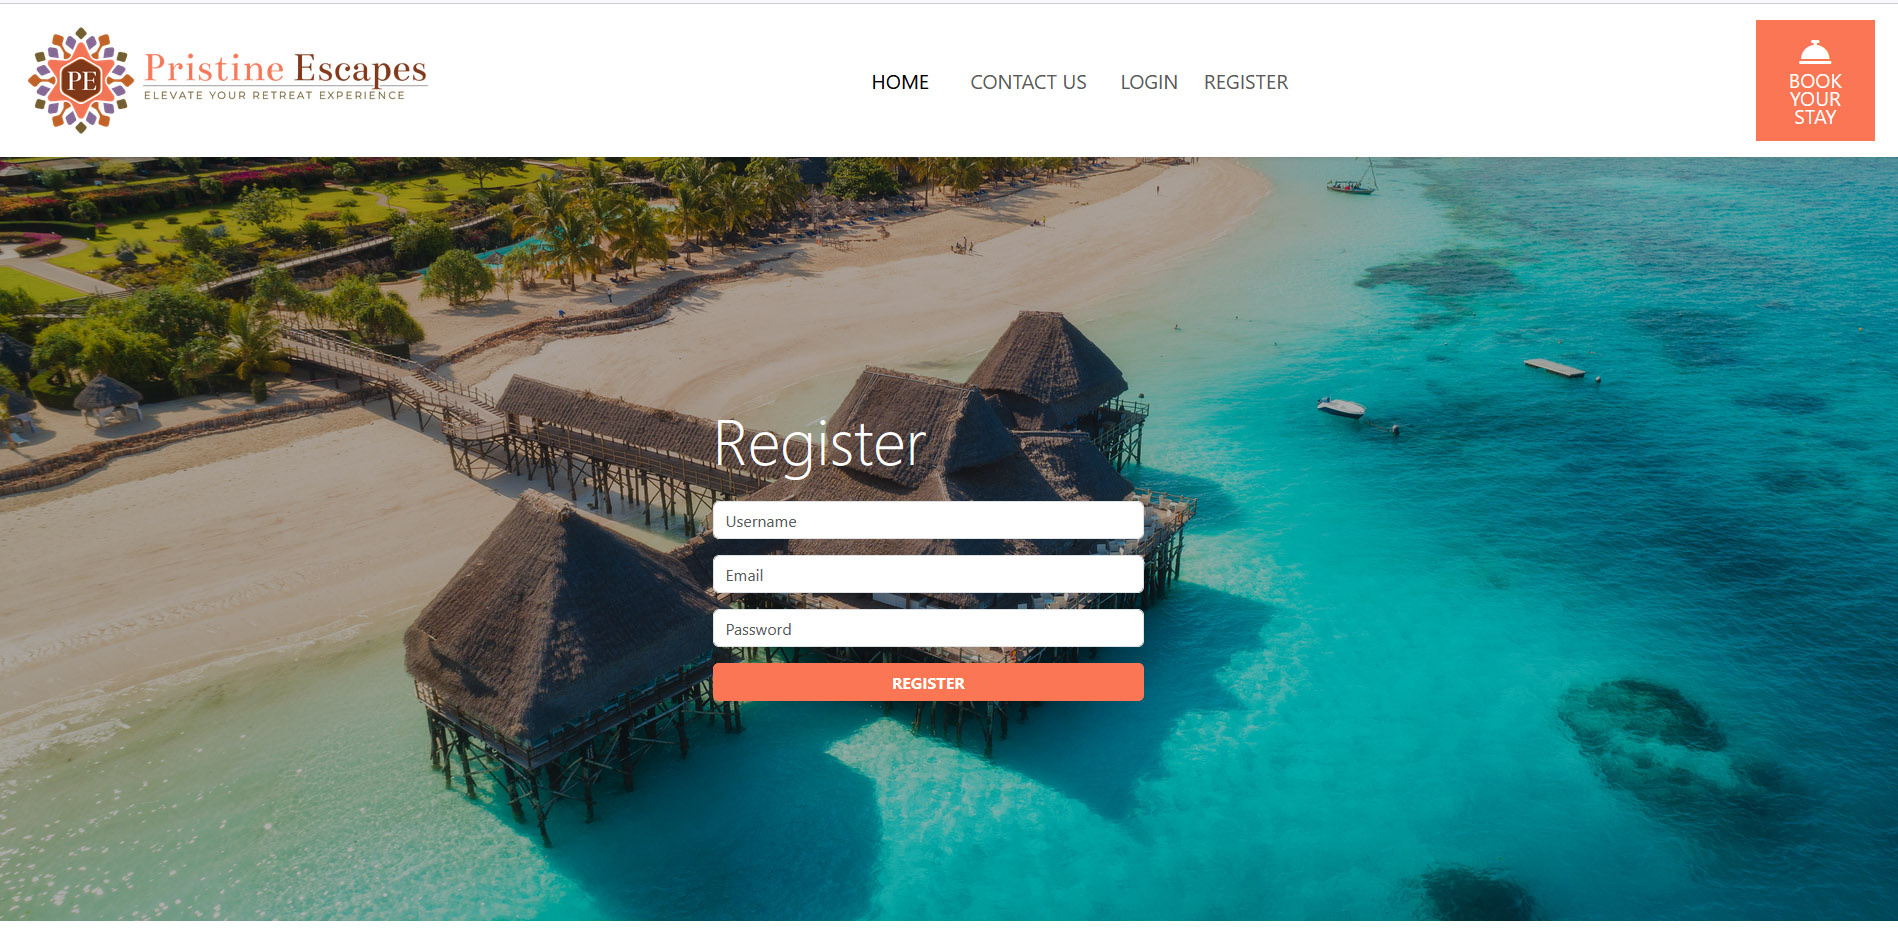 PE
Pristine Escapes
ELEVATE YOUR RETREAT EXPERIENCE
HOME CONTACT US LOGIN REGISTER
BOOK
YOUR
STAY
Register
Username
Email
Password
REGISTER